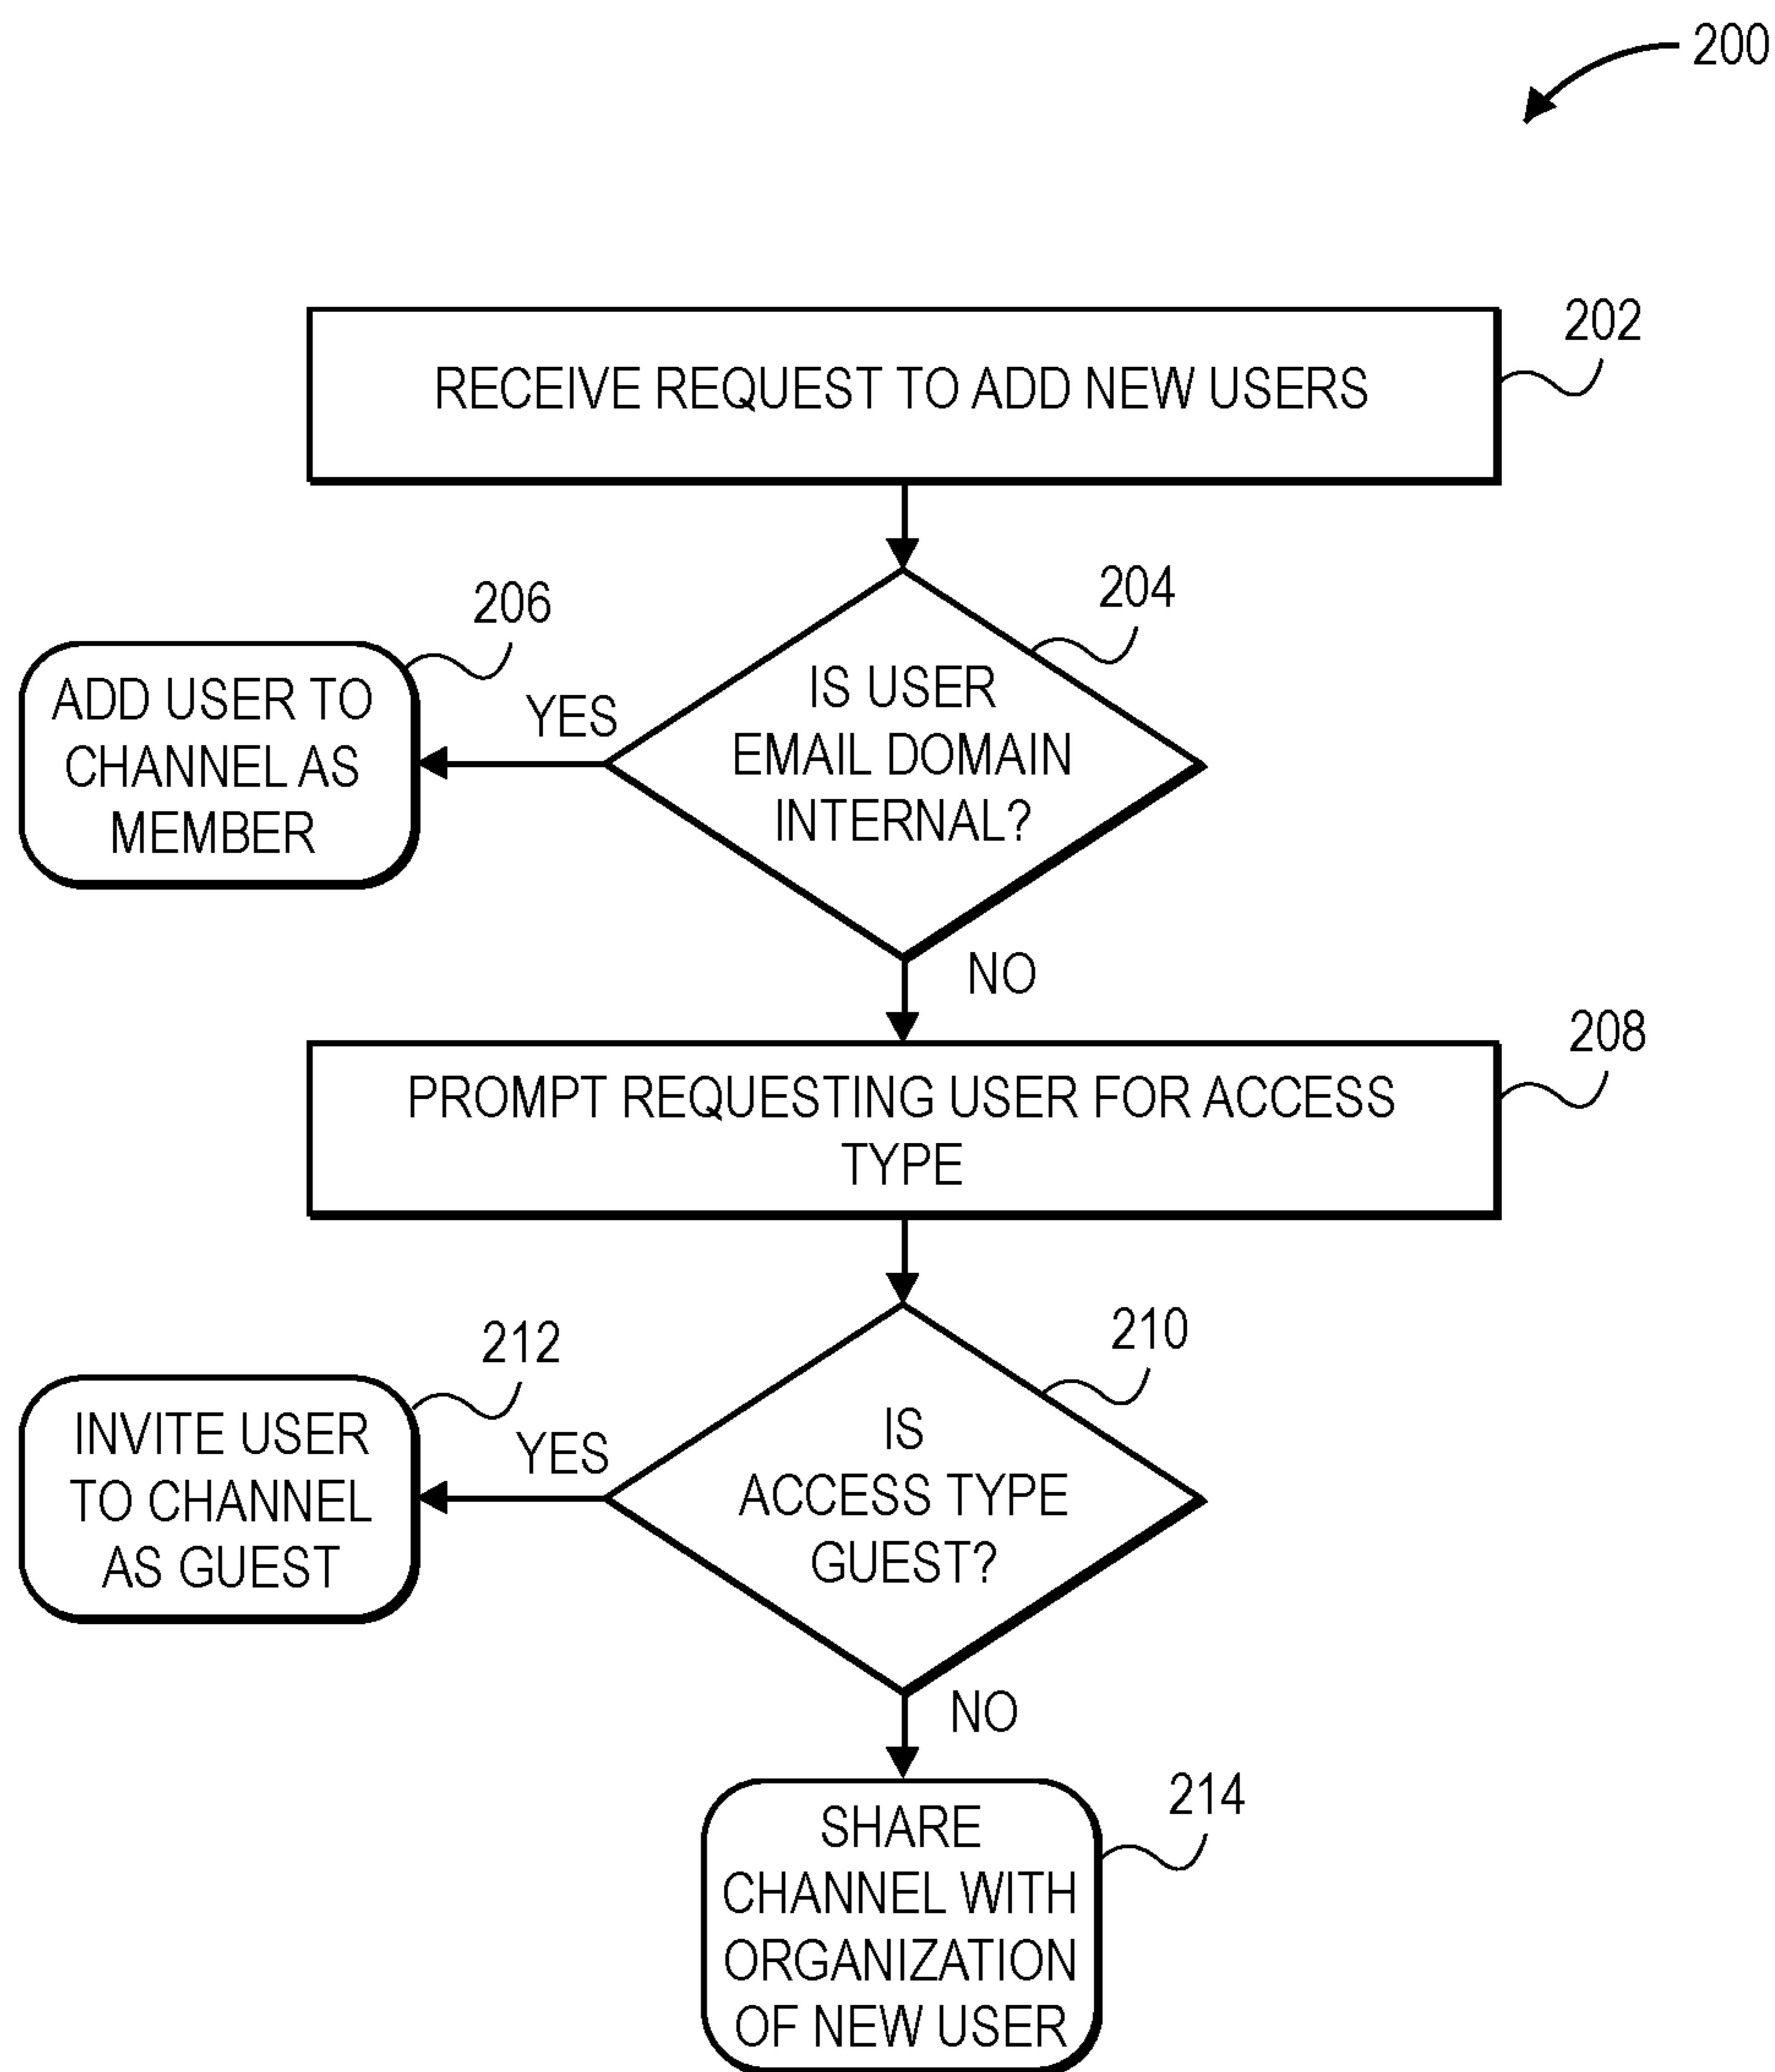 200
RECEIVE REQUEST TO ADD NEW USERS
202
204
IS USER
EMAIL DOMAIN
INTERNAL?
YES
206
ADD USER TO
CHANNEL AS
MEMBER
NO
PROMPT REQUESTING USER FOR ACCESS
TYPE
208
210
IS
ACCESS TYPE
GUEST?
YES
212
INVITE USER
TO CHANNEL
AS GUEST
NO
214
SHARE
CHANNEL WITH
ORGANIZATION
OF NEW USER